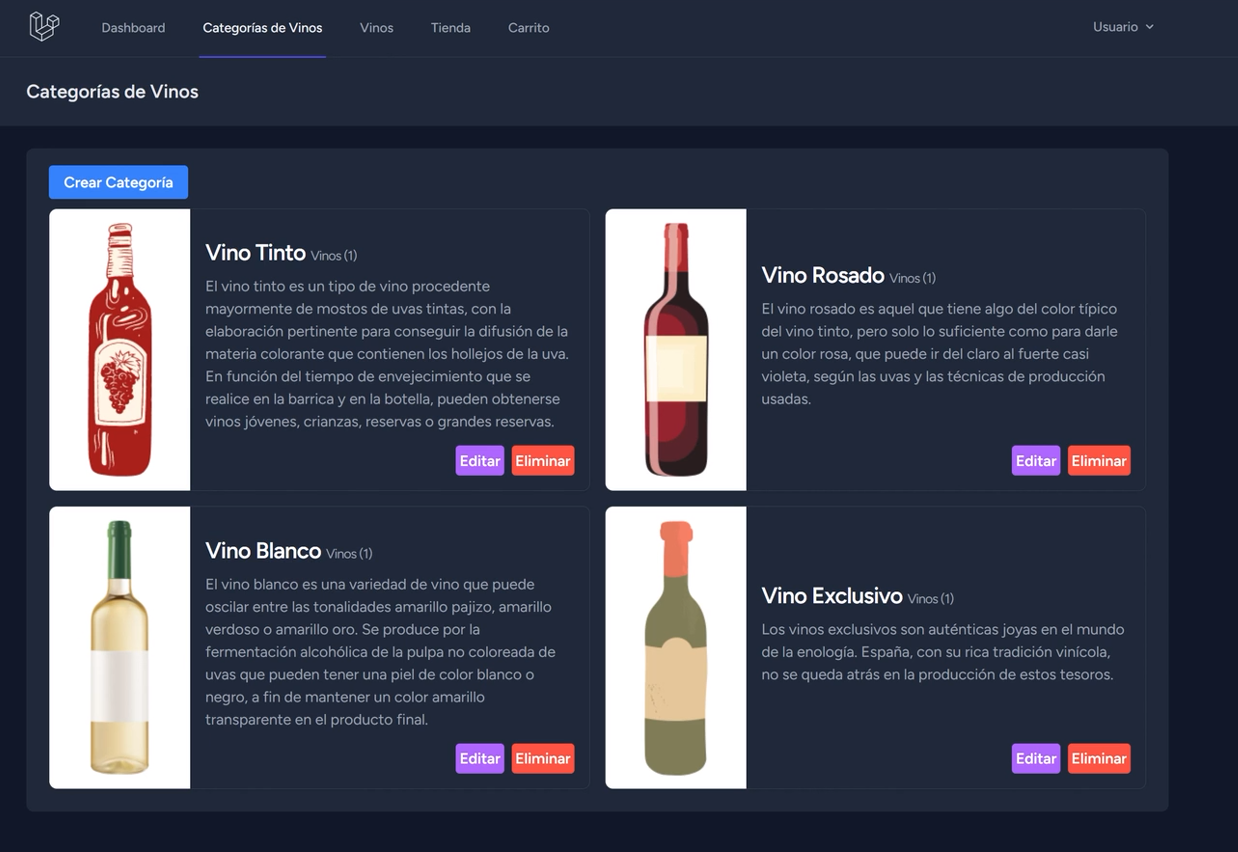 Dashboard Categorías de Vinos Vinos Tienda Carrito Usuario
Categorías de Vinos
Crear Categoría
Vino Tinto Vinos (1)
El vino tinto es un tipo de vino procedente
mayormente de mostos de uvas tintas, con la
elaboración pertinente para conseguir la difusión de la
materia colorante que contienen los hollejos de la uva.
En función del tiempo de envejecimiento que se
realice en la barrica y en la botella, pueden obtenerse
vinos jóvenes, crianzas, reservas o grandes reservas.
Editar Eliminar
Vino Rosado Vinos (1)
El vino rosado es aquel que tiene algo del color típico
del vino tinto, pero solo lo suficiente como para darle
un color rosa, que puede ir del claro al fuerte casi
violeta, según las uvas y las técnicas de producción
usadas.
Editar Eliminar
Vino Blanco Vinos (1)
El vino blanco es una variedad de vino que puede
oscilar entre las tonalidades amarillo pajizo, amarillo
verdoso o amarillo oro. Se produce por la
fermentación alcohólica de la pulpa no coloreada de
uvas que pueden tener una piel de color blanco o
negro, a fin de mantener un color amarillo
transparente en el producto final.
Editar Eliminar
Vino Exclusivo Vinos (1)
Los vinos exclusivos son auténticas joyas en el mundo
de la enología. España, con su rica tradición vinícola,
no se queda atrás en la producción de estos tesoros.
Editar Eliminar